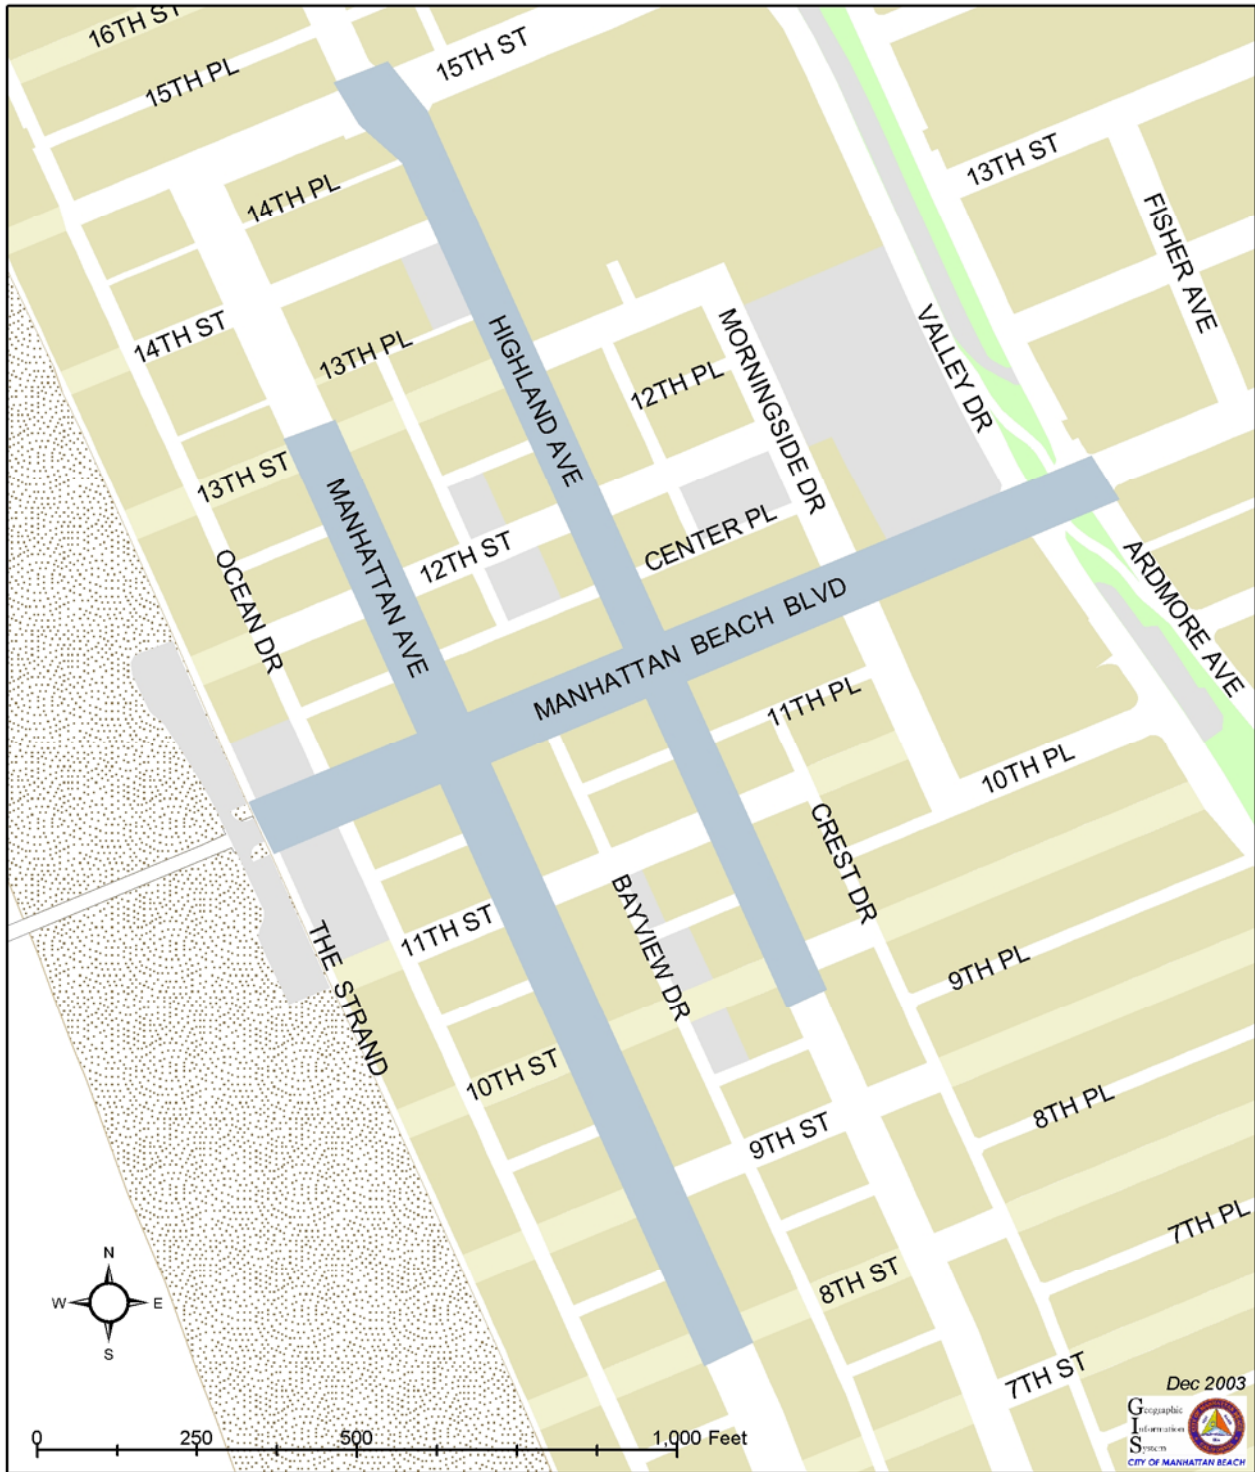 16TH ST
15TH PL
15TH ST
14TH PL
13TH ST
FISHER AVE
14TH ST
13TH PL
HIGHLAND AVE
12TH PL
MORNINGSIDE DR
VALLEY DR
13TH ST
MANHATTAN AVE
12TH ST
CENTER PL
OCEAN DR
MANHATTAN BEACH BLVD
ARDMORE AVE
11TH PL
10TH PL
CREST DR
11TH ST
BAYVIEW DR
THE STRAND
9TH PL
10TH ST
8TH PL
9TH ST
7TH PL
8TH ST
7TH ST
N
W E
S
0 250 500 1,000 Feet
Dec 2003
Geographic
Information
System
CITY OF MANHATTAN BEACH